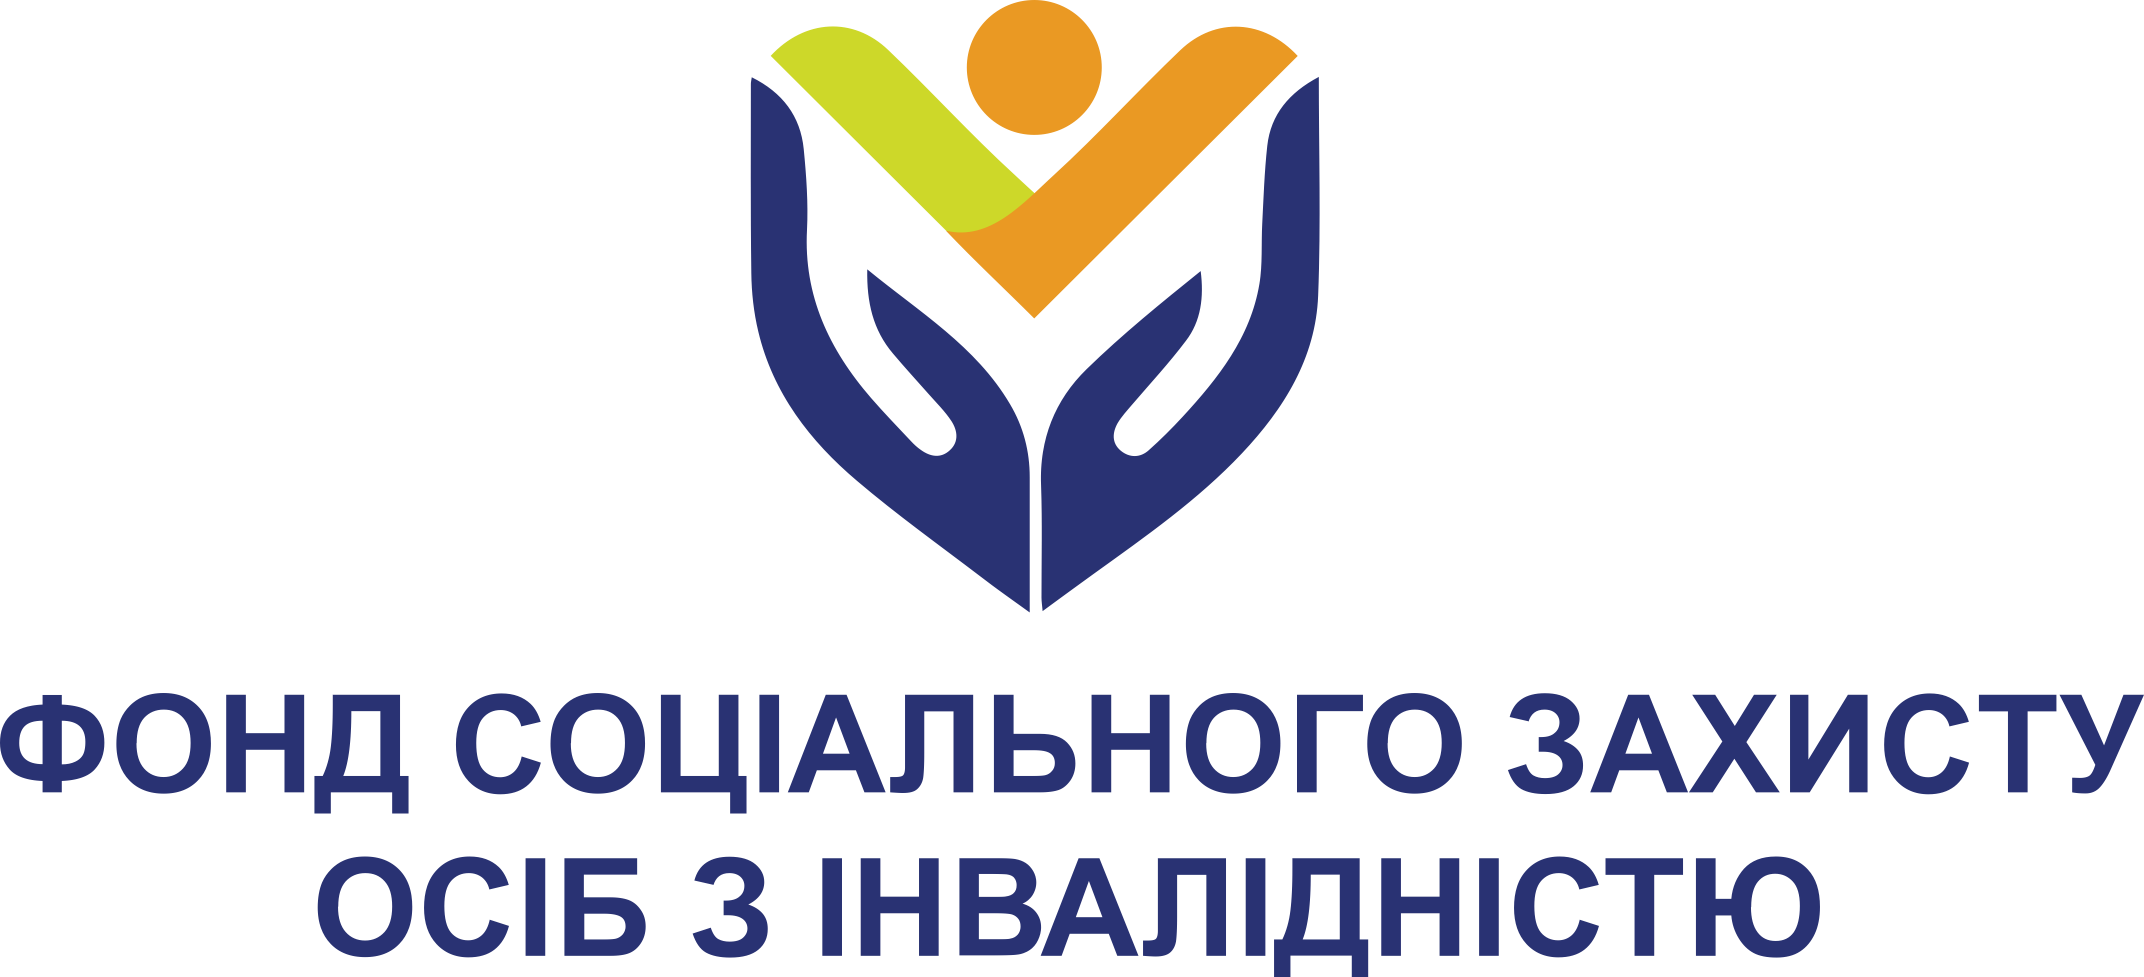 ФОНД СОЦІАЛЬНОГО ЗАХИСТУ
ОСІБ З ІНВАЛІДНІСТЮ